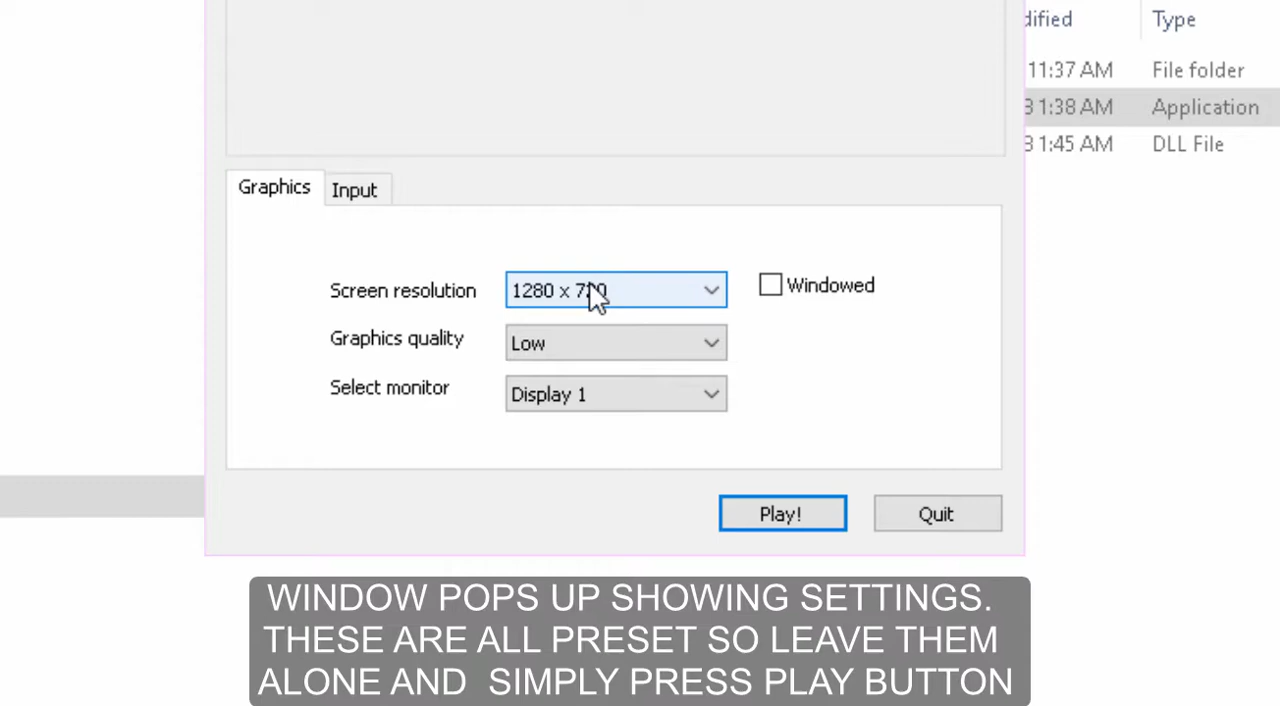 dified Type
11:37 AM File folder
3 1:38 AM Application
3 1:45 AM DLL File
Graphics Input
Screen resolution 1280 x 720 Windowed
Graphics quality Low
Select monitor Display 1
Play! Quit
WINDOW POPS UP SHOWING SETTINGS.
THESE ARE ALL PRESET SO LEAVE THEM
ALONE AND SIMPLY PRESS PLAY BUTTON